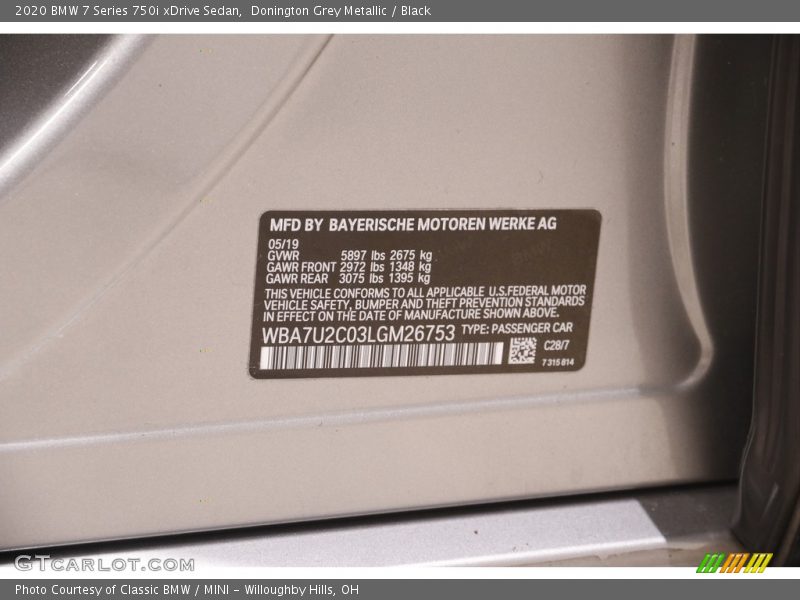 2020 BMW 7 Series 750i xDrive Sedan,  Donington Grey Metallic / Black
MFD BY BAYERISCHE MOTOREN WERKE AG
05/19
GVWR 5897 lbs 2675 kg
GAWR FRONT 2972 lbs 1348 kg
GAWR REAR 3075 lbs 1395 kg
THIS VEHICLE CONFORMS TO ALL APPLICABLE U.S.FEDERAL MOTOR
VEHICLE SAFETY, BUMPER AND THEFT PREVENTION STANDARDS
IN EFFECT ON THE DATE OF MANUFACTURE SHOWN ABOVE.
WBA7U2C03LGM26753 TYPE: PASSENGER CAR
C28/7
7 315 814
GTCARLOT.COM
Photo Courtesy of Classic BMW / MINI - Willoughby Hills, OH